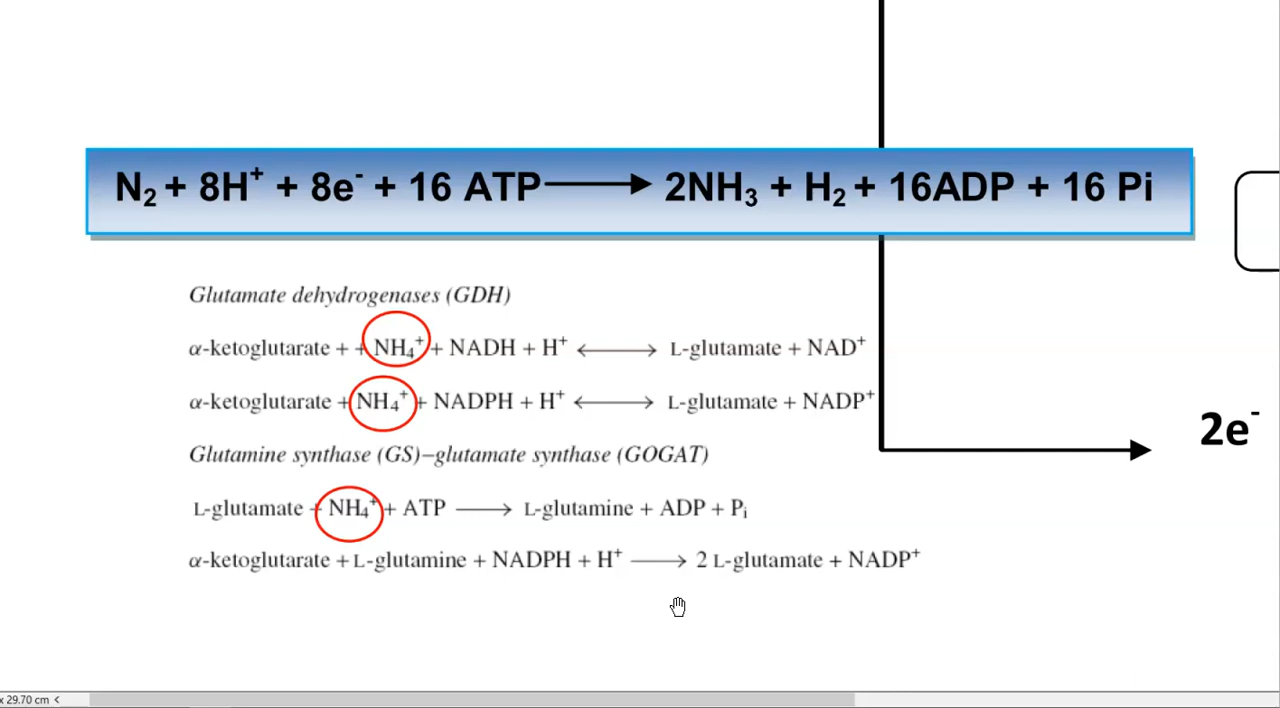 N₂ + 8H⁺ + 8e⁻ + 16 ATP ⟶ 2NH₃ + H₂ + 16ADP + 16 Pi
Glutamate dehydrogenases (GDH)
α-ketoglutarate + + NH₄⁺ + NADH + H⁺ ⟷ L-glutamate + NAD⁺
α-ketoglutarate + NH₄⁺ + NADPH + H⁺ ⟷ L-glutamate + NADP⁺
2e⁻
Glutamine synthase (GS)–glutamate synthase (GOGAT)
L-glutamate + NH₄⁺ + ATP ⟶ L-glutamine + ADP + Pᵢ
α-ketoglutarate + L-glutamine + NADPH + H⁺ ⟶ 2 L-glutamate + NADP⁺
x 29.70 cm <